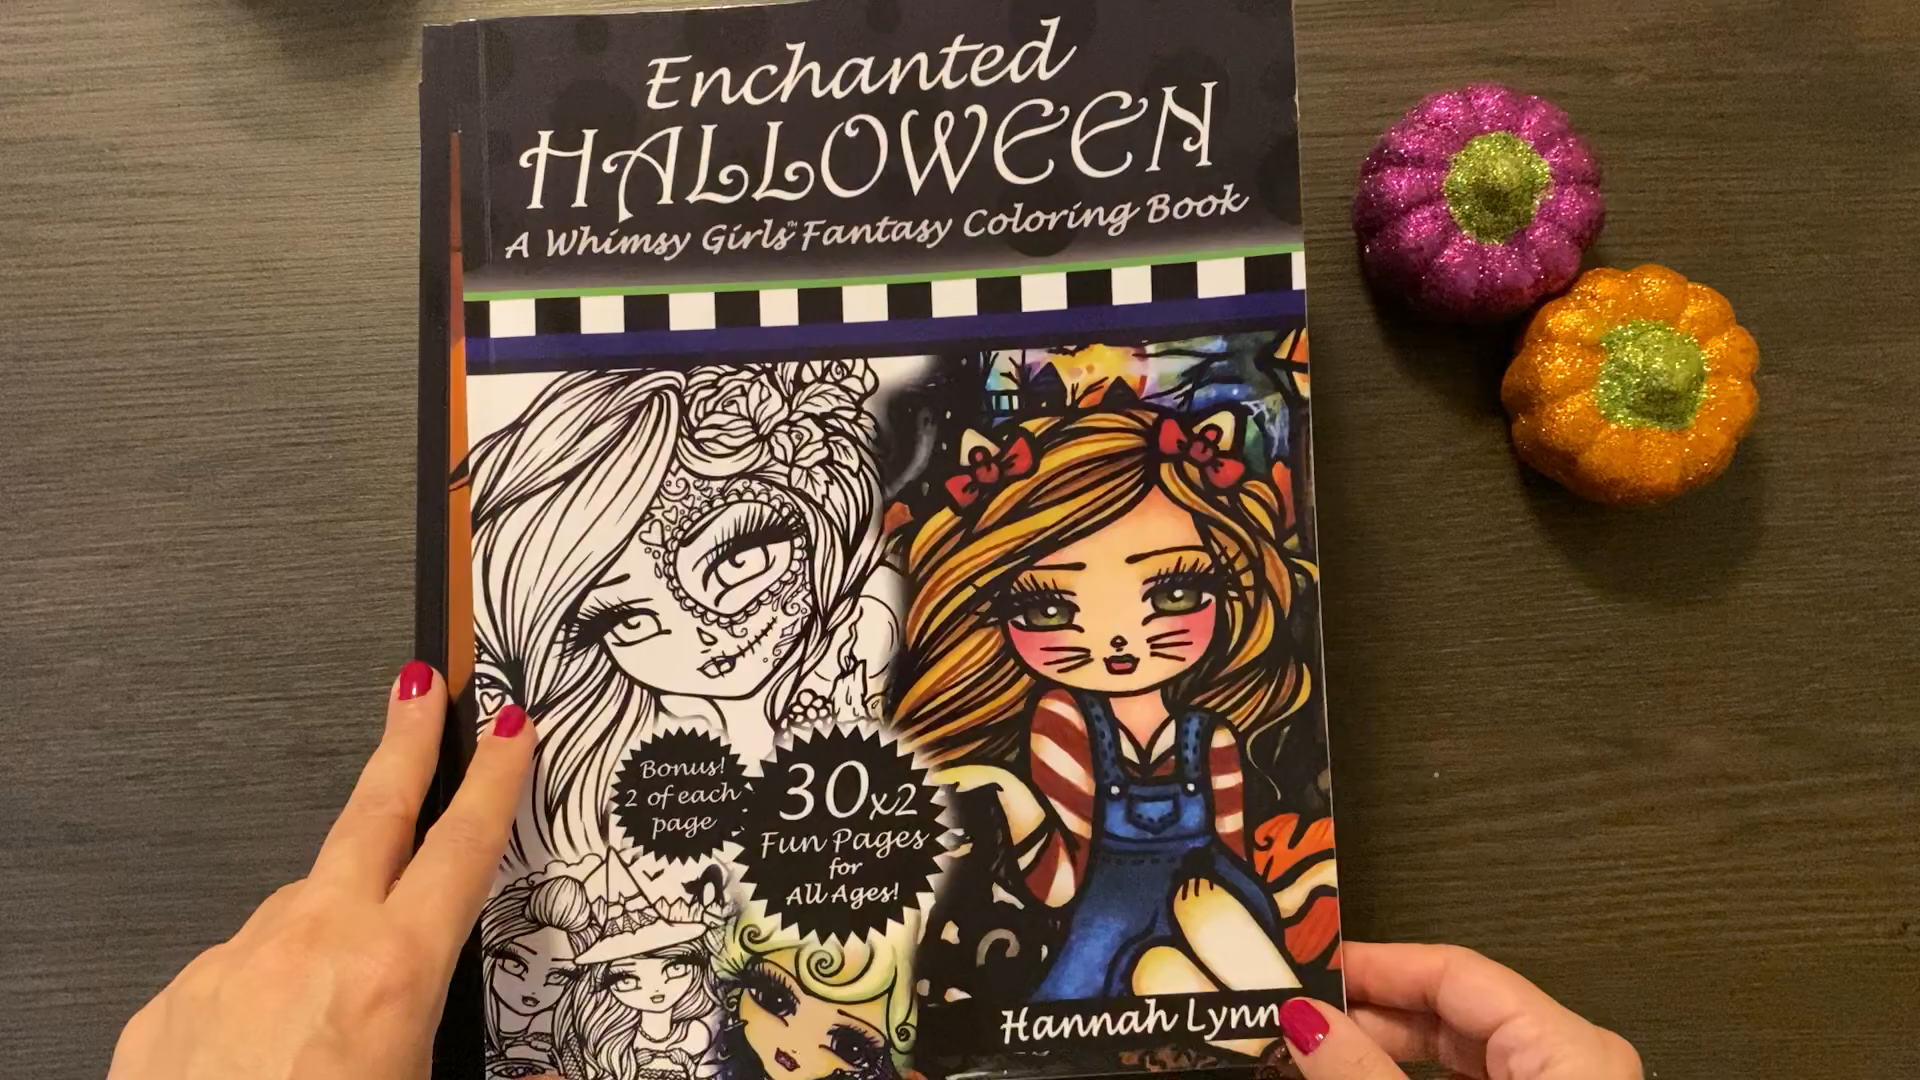 Enchanted
HALLOWEEN
A Whimsy Girls™ Fantasy Coloring Book
Bonus!
2 of each
page
30x2
Fun Pages
for
All Ages!
Hannah Lynn